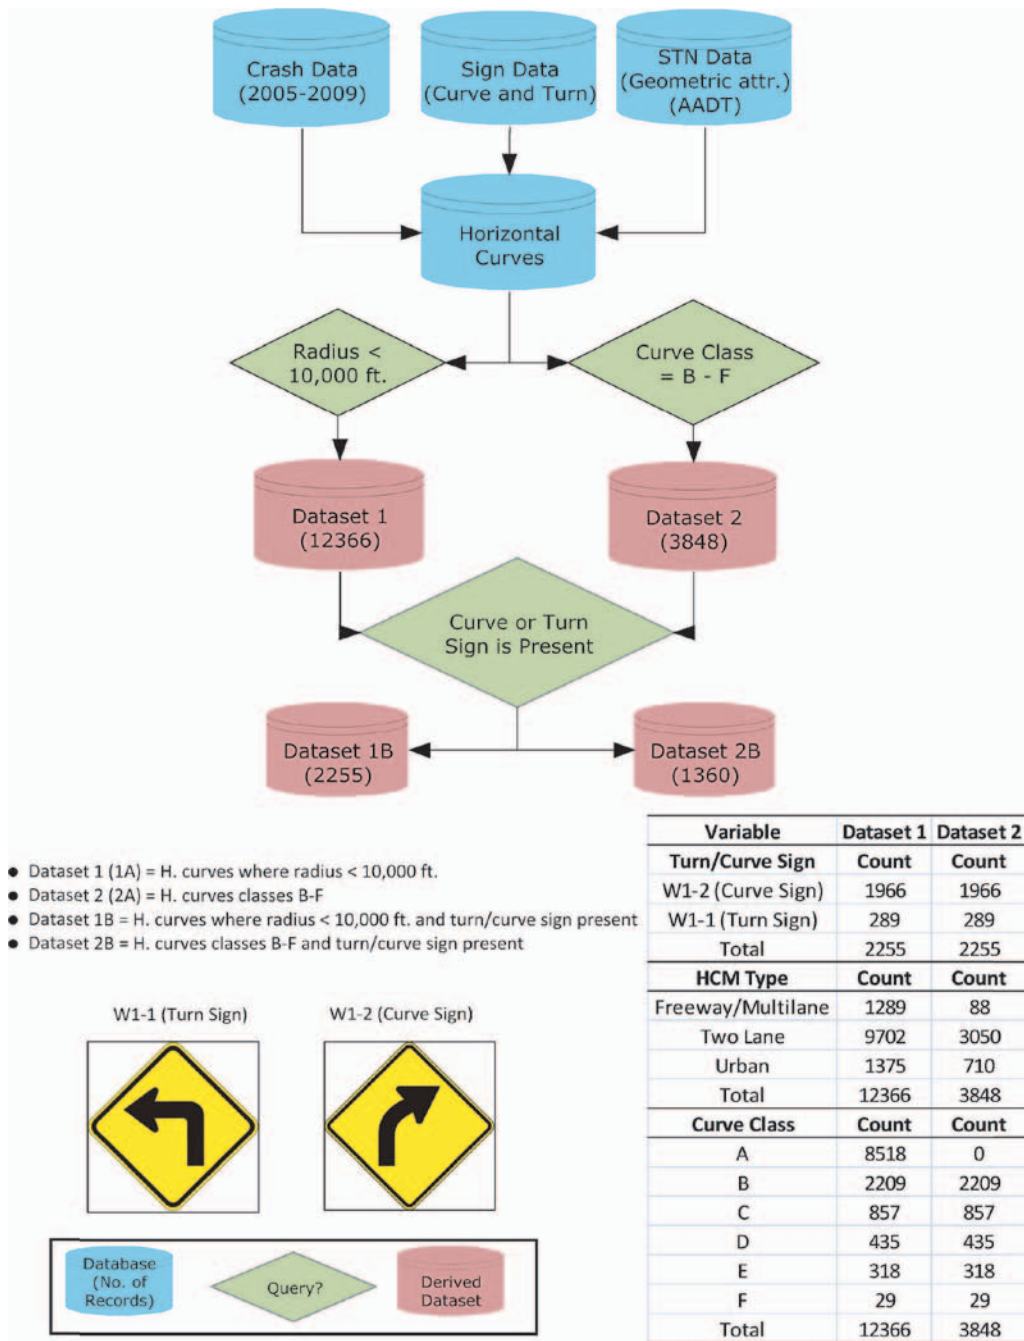 Crash Data
(2005-2009)
Sign Data
(Curve and Turn)
STN Data
(Geometric attr.)
(AADT)
Horizontal
Curves
Radius <
10,000 ft.
Curve Class
= B - F
Dataset 1
(12366)
Dataset 2
(3848)
Curve or Turn
Sign is Present
Dataset 1B
(2255)
Dataset 2B
(1360)
● Dataset 1 (1A) = H. curves where radius < 10,000 ft.
● Dataset 2 (2A) = H. curves classes B-F
● Dataset 1B = H. curves where radius < 10,000 ft. and turn/curve sign present
● Dataset 2B = H. curves classes B-F and turn/curve sign present
W1-1 (Turn Sign)
W1-2 (Curve Sign)
Database
(No. of
Records)
Query?
Derived
Dataset
Variable Dataset 1 Dataset 2
Turn/Curve Sign Count Count
W1-2 (Curve Sign) 1966 1966
W1-1 (Turn Sign) 289 289
Total 2255 2255
HCM Type Count Count
Freeway/Multilane 1289 88
Two Lane 9702 3050
Urban 1375 710
Total 12366 3848
Curve Class Count Count
A 8518 0
B 2209 2209
C 857 857
D 435 435
E 318 318
F 29 29
Total 12366 3848